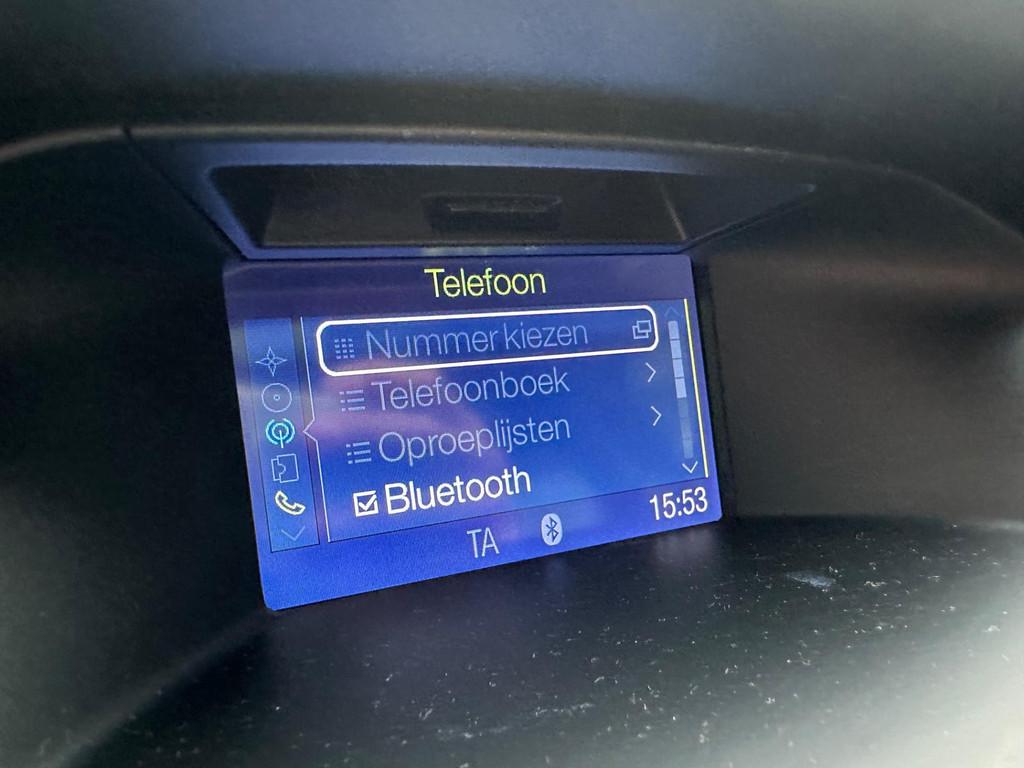 Telefoon
Nummer kiezen
Telefoonboek
Oproeplijsten
Bluetooth
TA 15:53